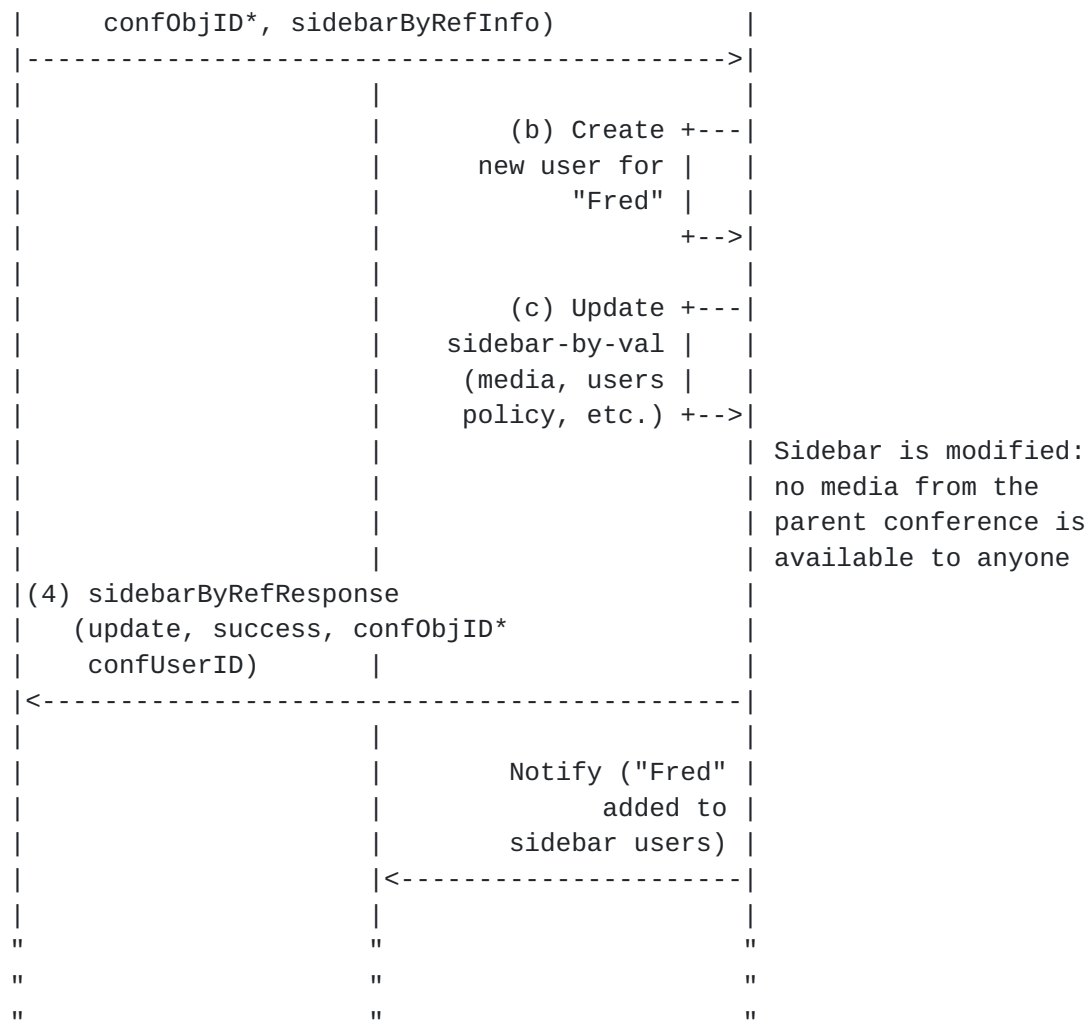 |     confObjID*, sidebarByRefInfo)            |
|--------------------------------------------->|
|                      |                       |
|                      |        (b) Create +---|
|                      |      new user for |   |
|                      |            "Fred" |   |
|                      |                   +-->|
|                      |                       |
|                      |        (c) Update +---|
|                      |    sidebar-by-val |   |
|                      |     (media, users |   |
|                      |     policy, etc.) +-->|
|                      |                       | Sidebar is modified:
|                      |                       | no media from the
|                      |                       | parent conference is
|                      |                       | available to anyone
|(4) sidebarByRefResponse                      |
|   (update, success, confObjID*               |
|    confUserID)       |                       |
|<---------------------------------------------|
|                      |                       |
|                      |        Notify ("Fred" |
|                      |              added to |
|                      |        sidebar users) |
|                      |<----------------------|
|                      |                       |
"                      "                       "
"                      "                       "
"                      "                       "